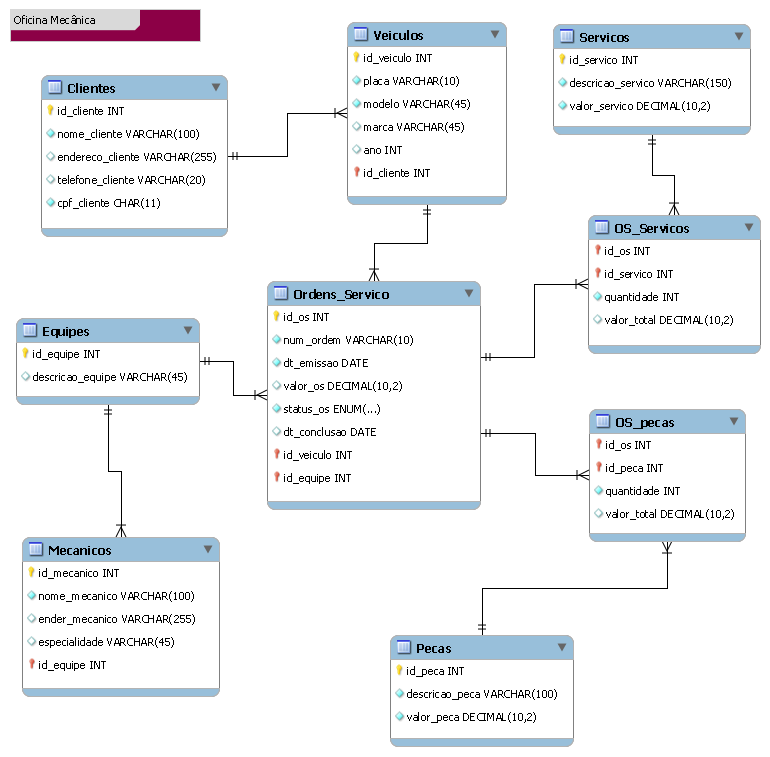 Oficina Mecânica
Clientes
id_cliente INT
nome_cliente VARCHAR(100)
endereco_cliente VARCHAR(255)
telefone_cliente VARCHAR(20)
cpf_cliente CHAR(11)
Veiculos
id_veiculo INT
placa VARCHAR(10)
modelo VARCHAR(45)
marca VARCHAR(45)
ano INT
id_cliente INT
Servicos
id_servico INT
descricao_servico VARCHAR(150)
valor_servico DECIMAL(10,2)
OS_Servicos
id_os INT
id_servico INT
quantidade INT
valor_total DECIMAL(10,2)
Ordens_Servico
id_os INT
num_ordem VARCHAR(10)
dt_emissao DATE
valor_os DECIMAL(10,2)
status_os ENUM(...)
dt_conclusao DATE
id_veiculo INT
id_equipe INT
Equipes
id_equipe INT
descricao_equipe VARCHAR(45)
OS_pecas
id_os INT
id_peca INT
quantidade INT
valor_total DECIMAL(10,2)
Mecanicos
id_mecanico INT
nome_mecanico VARCHAR(100)
ender_mecanico VARCHAR(255)
especialidade VARCHAR(45)
id_equipe INT
Pecas
id_peca INT
descricao_peca VARCHAR(100)
valor_peca DECIMAL(10,2)